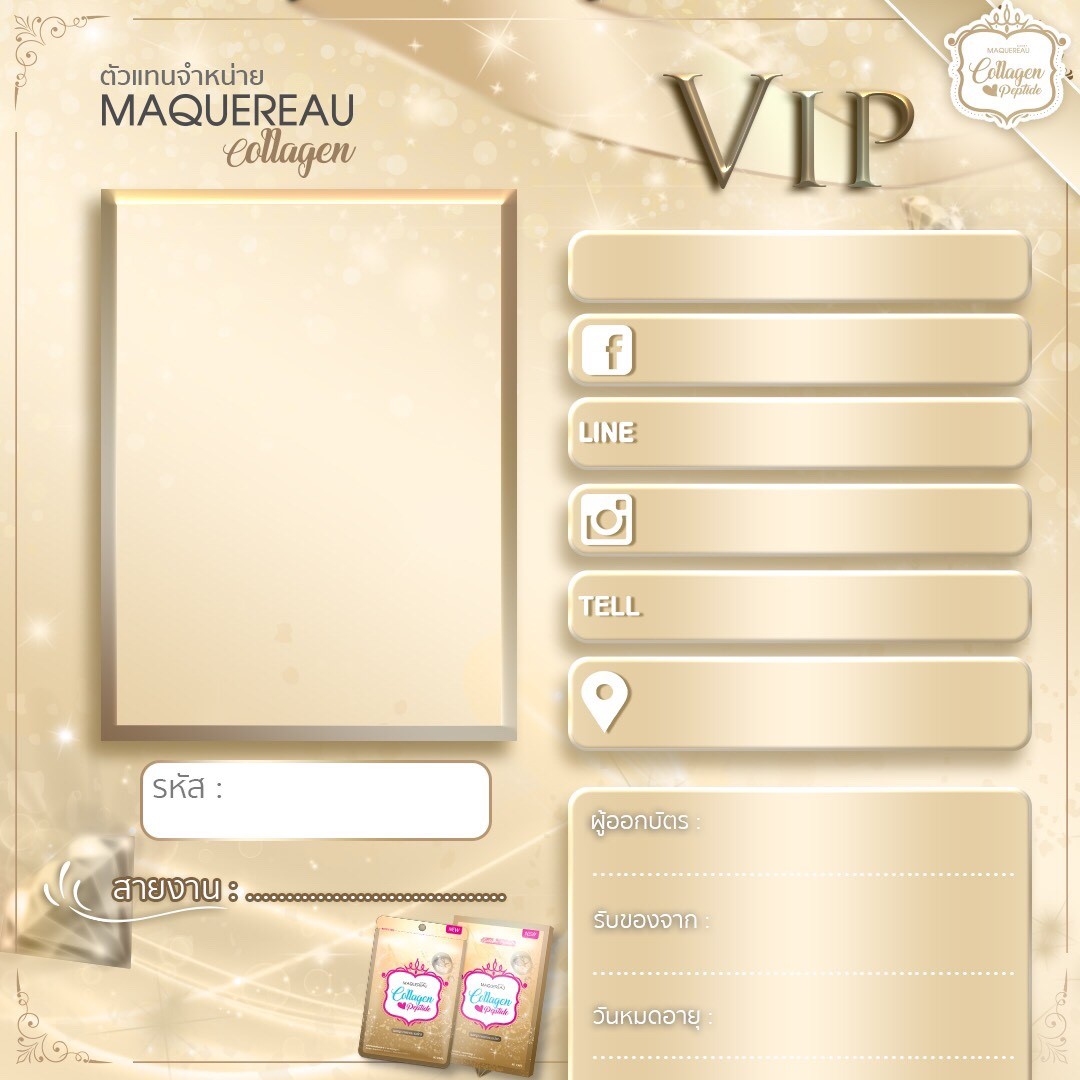 ตัวแทนจำหน่าย
MAQUEREAU
Collagen
VIP
MAQUEREAU
Collagen
Peptide
f
LINE
TELL
รหัส :
สายงาน : ................................
ผู้ออกบัตร :
รับของจาก :
วันหมดอายุ :
NEW
MAQUEREAU
Collagen
Peptide
NEW
MAQUEREAU
Collagen
Peptide